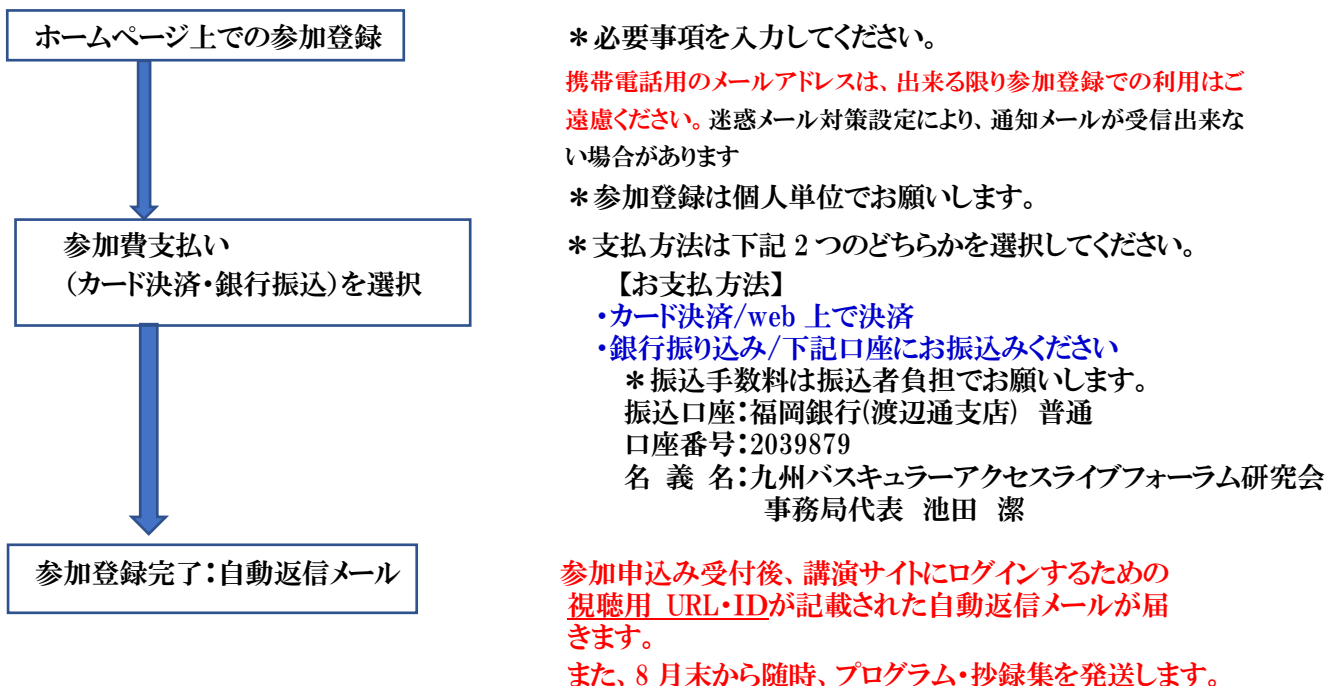 ホームページ上での参加登録
＊必要事項を入力してください。
携帯電話用のメールアドレスは、出来る限り参加登録での利用はご
遠慮ください。迷惑メール対策設定により、通知メールが受信出来な
い場合があります
＊参加登録は個人単位でお願いします。
参加費支払い
（カード決済・銀行振込）を選択
＊支払方法は下記 2 つのどちらかを選択してください。
【お支払方法】
・カード決済/web 上で決済
・銀行振り込み/下記口座にお振込みください
＊振込手数料は振込者負担でお願いします。
振込口座：福岡銀行(渡辺通支店)　普通
口座番号：2039879
名　義　名：九州バスキュラーアクセスライブフォーラム研究会
事務局代表　池田　潔
参加登録完了：自動返信メール
参加申込み受付後、講演サイトにログインするための
視聴用 URL・IDが記載された自動返信メールが届
きます。
また、8 月末から随時、プログラム・抄録集を発送します。